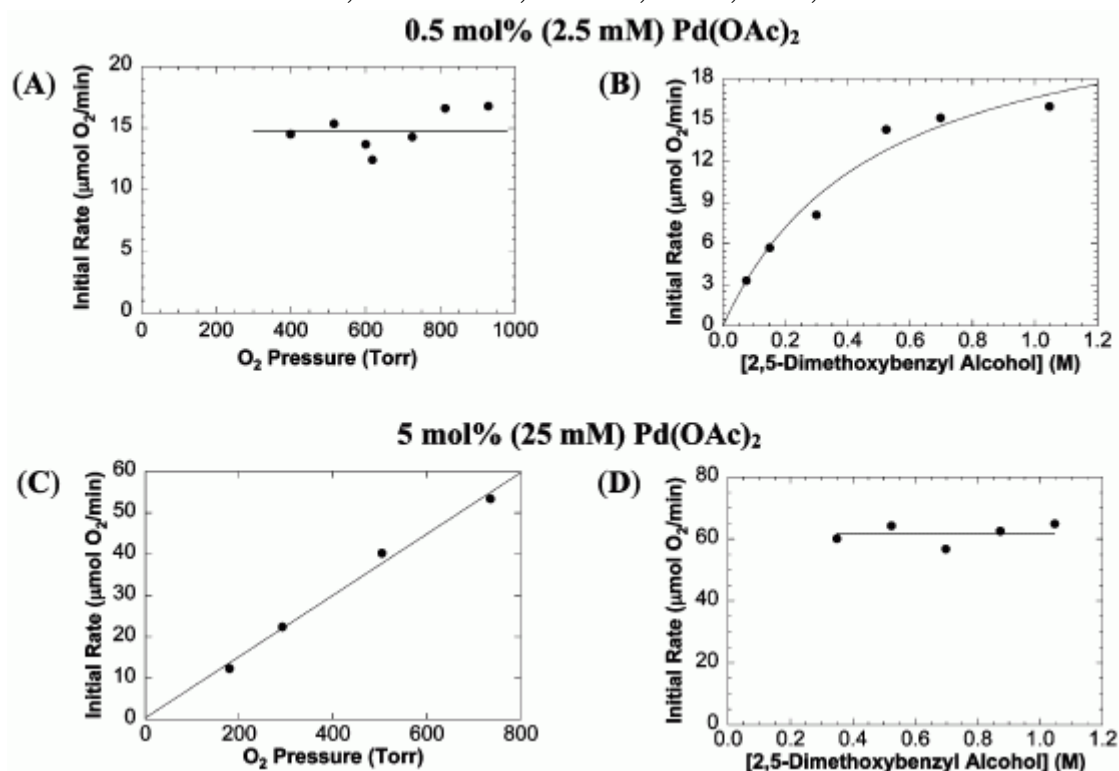 0.5 mol% (2.5 mM) Pd(OAc)₂
(A)
Initial Rate (μmol O₂/min)
20
15
10
5
0
0 200 400 600 800 1000
O₂ Pressure (Torr)
(B)
Initial Rate (μmol O₂/min)
18
15
12
9
6
3
0
0.0 0.2 0.4 0.6 0.8 1.0 1.2
[2,5-Dimethoxybenzyl Alcohol] (M)
5 mol% (25 mM) Pd(OAc)₂
(C)
Initial Rate (μmol O₂/min)
60
50
40
30
20
10
0
0 200 400 600 800
O₂ Pressure (Torr)
(D)
Initial Rate (μmol O₂/min)
80
60
40
20
0
0.0 0.2 0.4 0.6 0.8 1.0 1.2
[2,5-Dimethoxybenzyl Alcohol] (M)